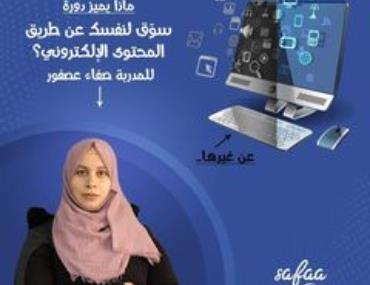 ماذا يميز دورة
سوّق لنفسك عن طريق
المحتوى الإلكتروني؟
للمدربة صفاء عصفور
عن غيرها..
safaa